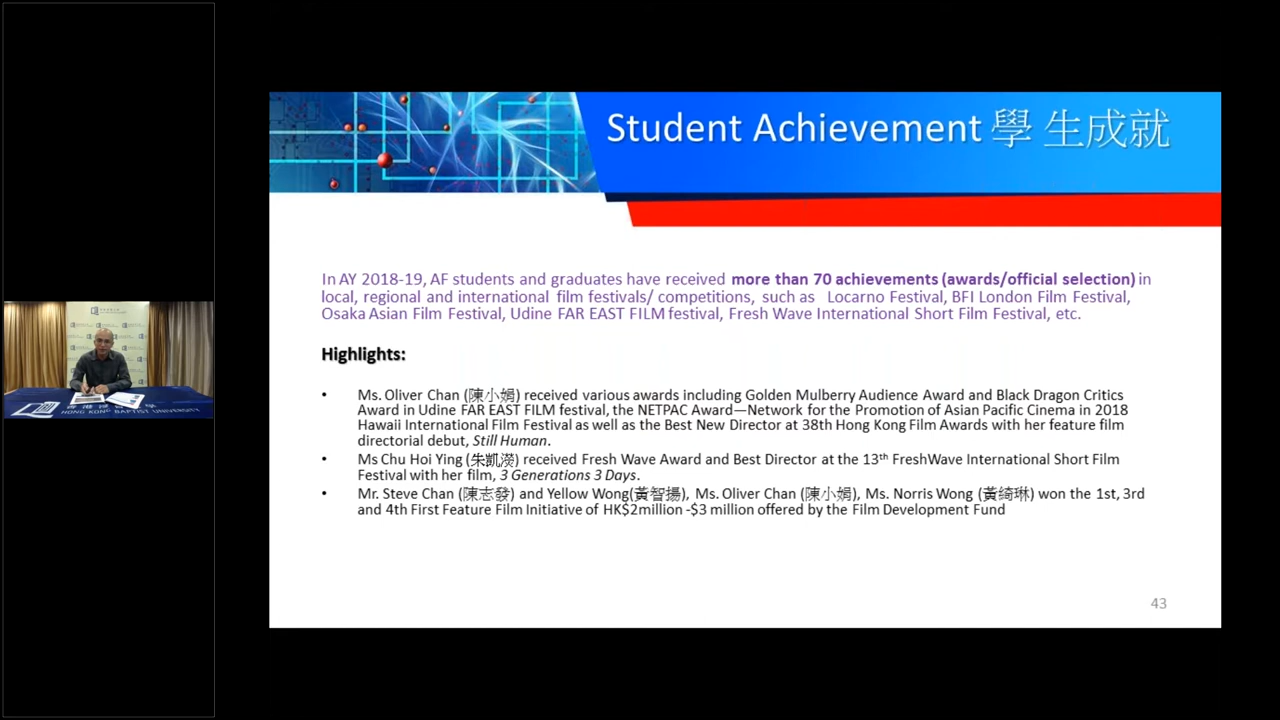 Student Achievement 學 生成就
In AY 2018-19, AF students and graduates have received more than 70 achievements (awards/official selection) in
local, regional and international film festivals/ competitions, such as Locarno Festival, BFI London Film Festival,
Osaka Asian Film Festival, Udine FAR EAST FILM festival, Fresh Wave International Short Film Festival, etc.
Highlights:
• Ms. Oliver Chan (陳小娟) received various awards including Golden Mulberry Audience Award and Black Dragon Critics
Award in Udine FAR EAST FILM festival, the NETPAC Award—Network for the Promotion of Asian Pacific Cinema in 2018
Hawaii International Film Festival as well as the Best New Director at 38th Hong Kong Film Awards with her feature film
directorial debut, Still Human.
• Ms Chu Hoi Ying (朱凱濙) received Fresh Wave Award and Best Director at the 13th FreshWave International Short Film
Festival with her film, 3 Generations 3 Days.
• Mr. Steve Chan (陳志發) and Yellow Wong(黃智揚), Ms. Oliver Chan (陳小娟), Ms. Norris Wong (黃綺琳) won the 1st, 3rd
and 4th First Feature Film Initiative of HK$2million -$3 million offered by the Film Development Fund
43
HONG KONG BAPTIST UNIVERSITY